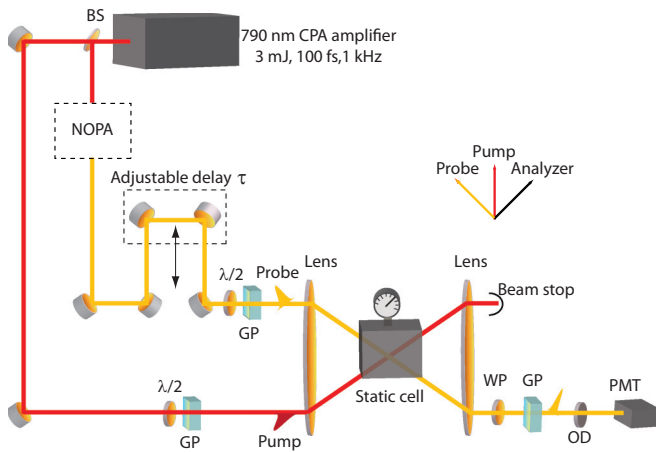 BS
790 nm CPA amplifier
3 mJ, 100 fs,1 kHz
NOPA
Pump
Probe
Analyzer
Adjustable delay τ
λ/2
Probe
Lens
Lens
Beam stop
GP
Static cell
λ/2
GP
Pump
WP
GP
PMT
OD